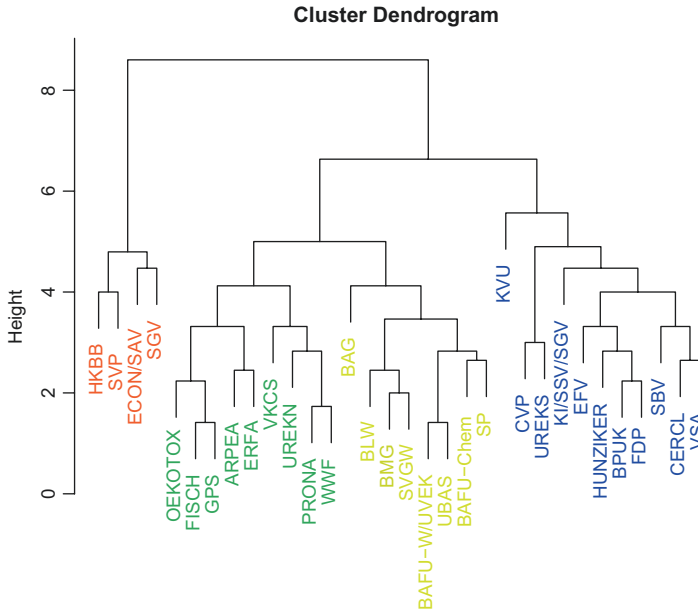 Cluster Dendrogram
Height
8
6
4
2
0
HKBB
SVP
ECON/SAV
SGV
OEKOTOX
FISCH
GPS
ARPEA
ERFA
VKCS
UREKN
PRONA
WWF
BAG
BLW
BMG
SVGW
BAFU-W/UVEK
UBAS
BAFU-Chem
SP
KVU
CVP
UREKS
KI/SSV/SGV
EFV
HUNZIKER
BPUK
FDP
SBV
CERCL
VSA